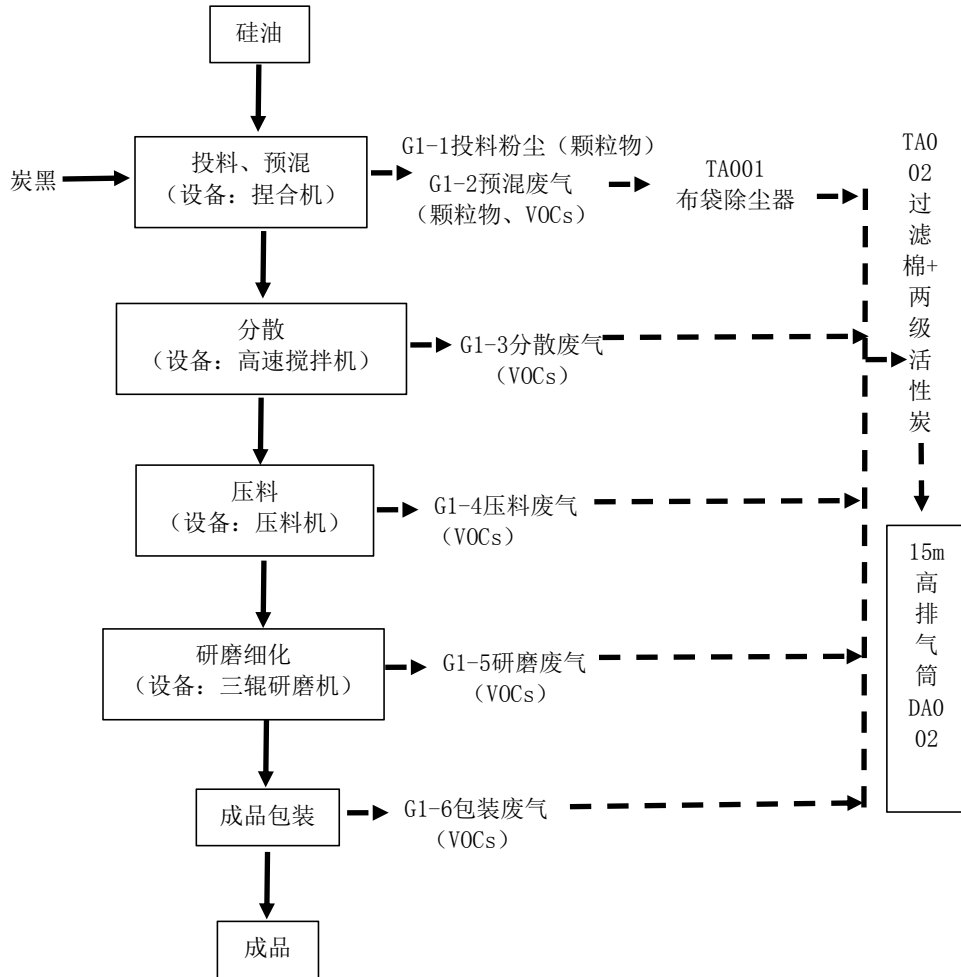 硅油
炭黑
投料、预混
（设备：捏合机）
G1-1投料粉尘（颗粒物）
G1-2预混废气
（颗粒物、VOCs）
TA001
布袋除尘器
TA0
02
过
滤
棉+
两
级
活
性
炭
分散
（设备：高速搅拌机）
G1-3分散废气
（VOCs）
压料
（设备：压料机）
G1-4压料废气
（VOCs）
15m
高
排
气
筒
DA0
02
研磨细化
（设备：三辊研磨机）
G1-5研磨废气
（VOCs）
成品包装
G1-6包装废气
（VOCs）
成品